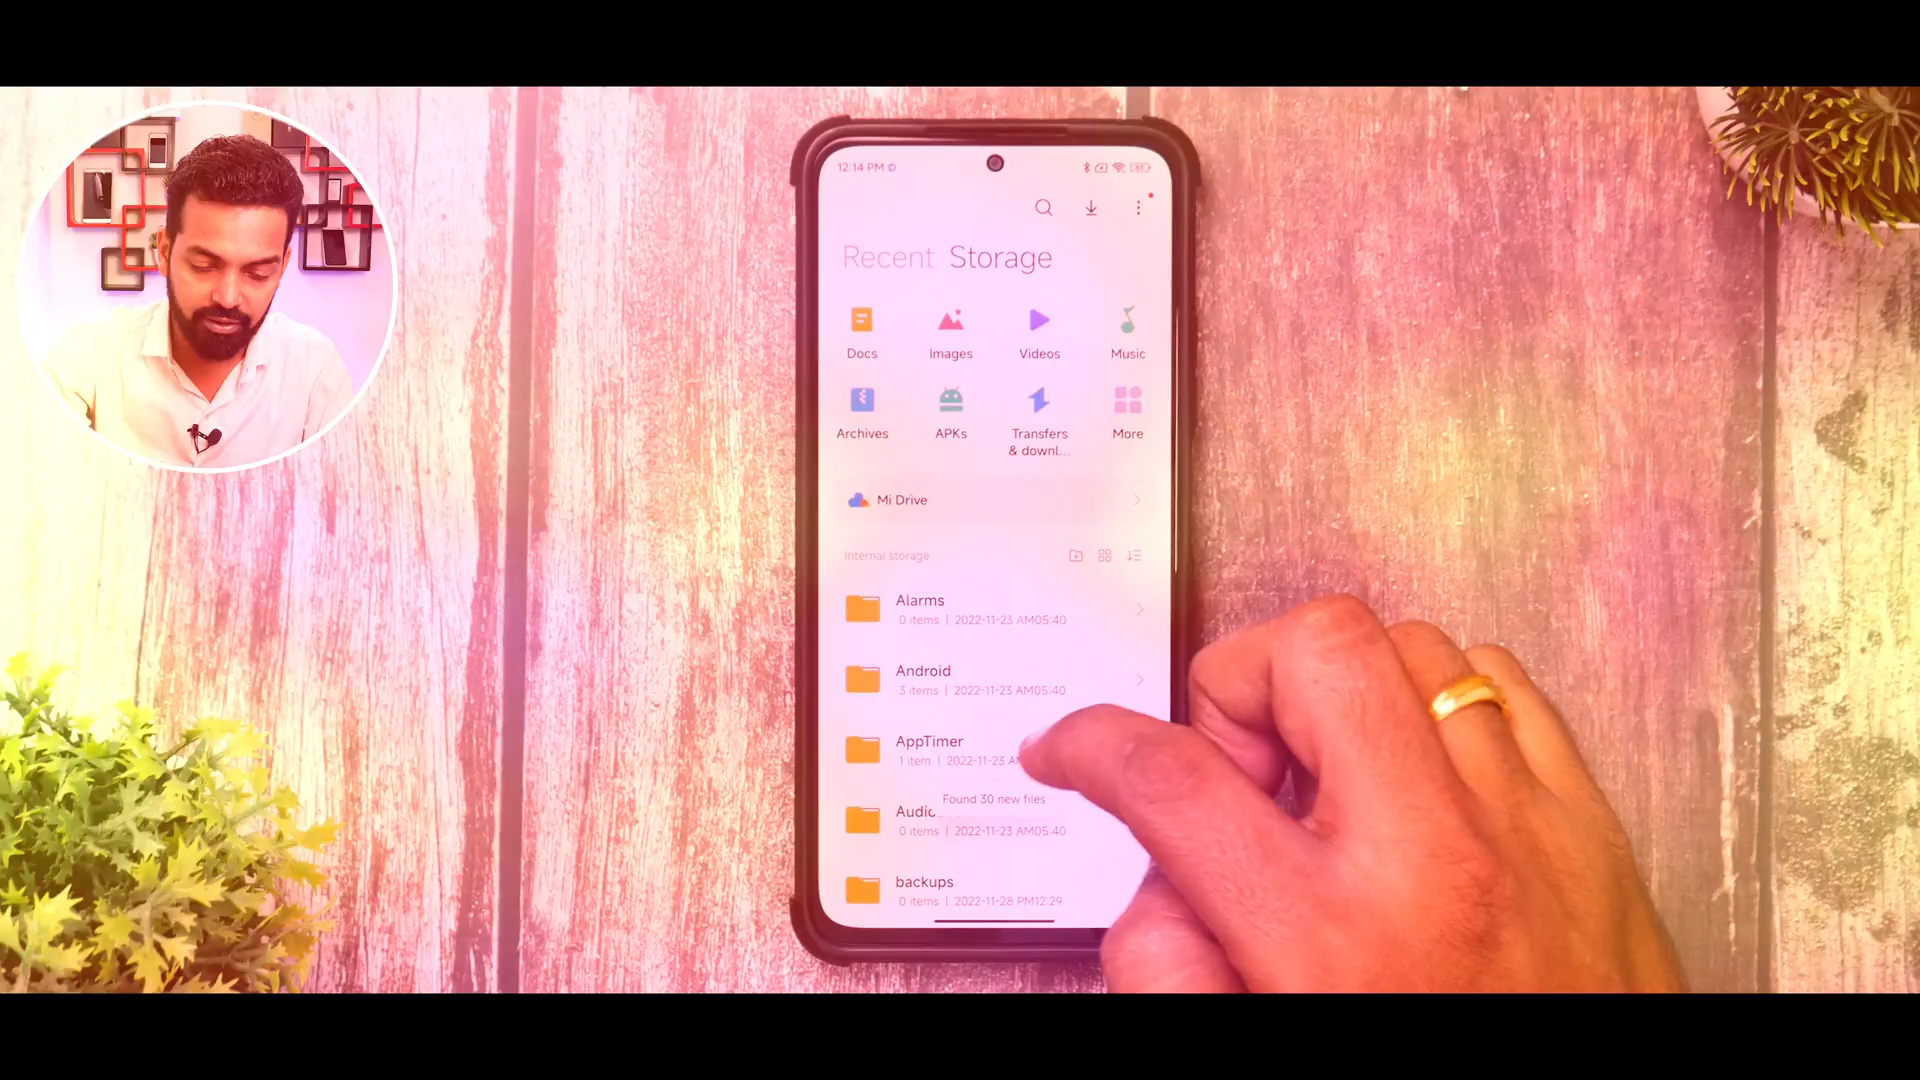 12:14 PM
Recent Storage
Docs
Images
Videos
Music
Archives
APKs
Transfers
& downl...
More
Mi Drive
Internal storage
Alarms
0 items | 2022-11-23 AM05:40
Android
3 items | 2022-11-23 AM05:40
AppTimer
1 item | 2022-11-23
Found 30 new files
0 items | 2022-11-23 AM05:40
backups
0 items | 2022-11-28 PM12:29